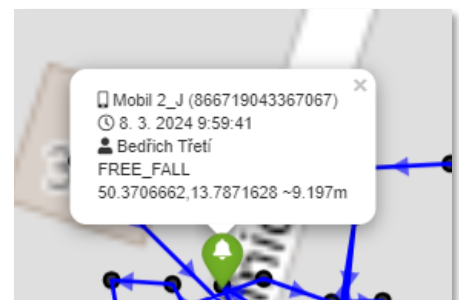 Mobil 2_J (866719043367067)
8. 3. 2024 9:59:41
Bedřich Třetí
FREE_FALL
50.3706662,13.7871628 ~9.197m
×